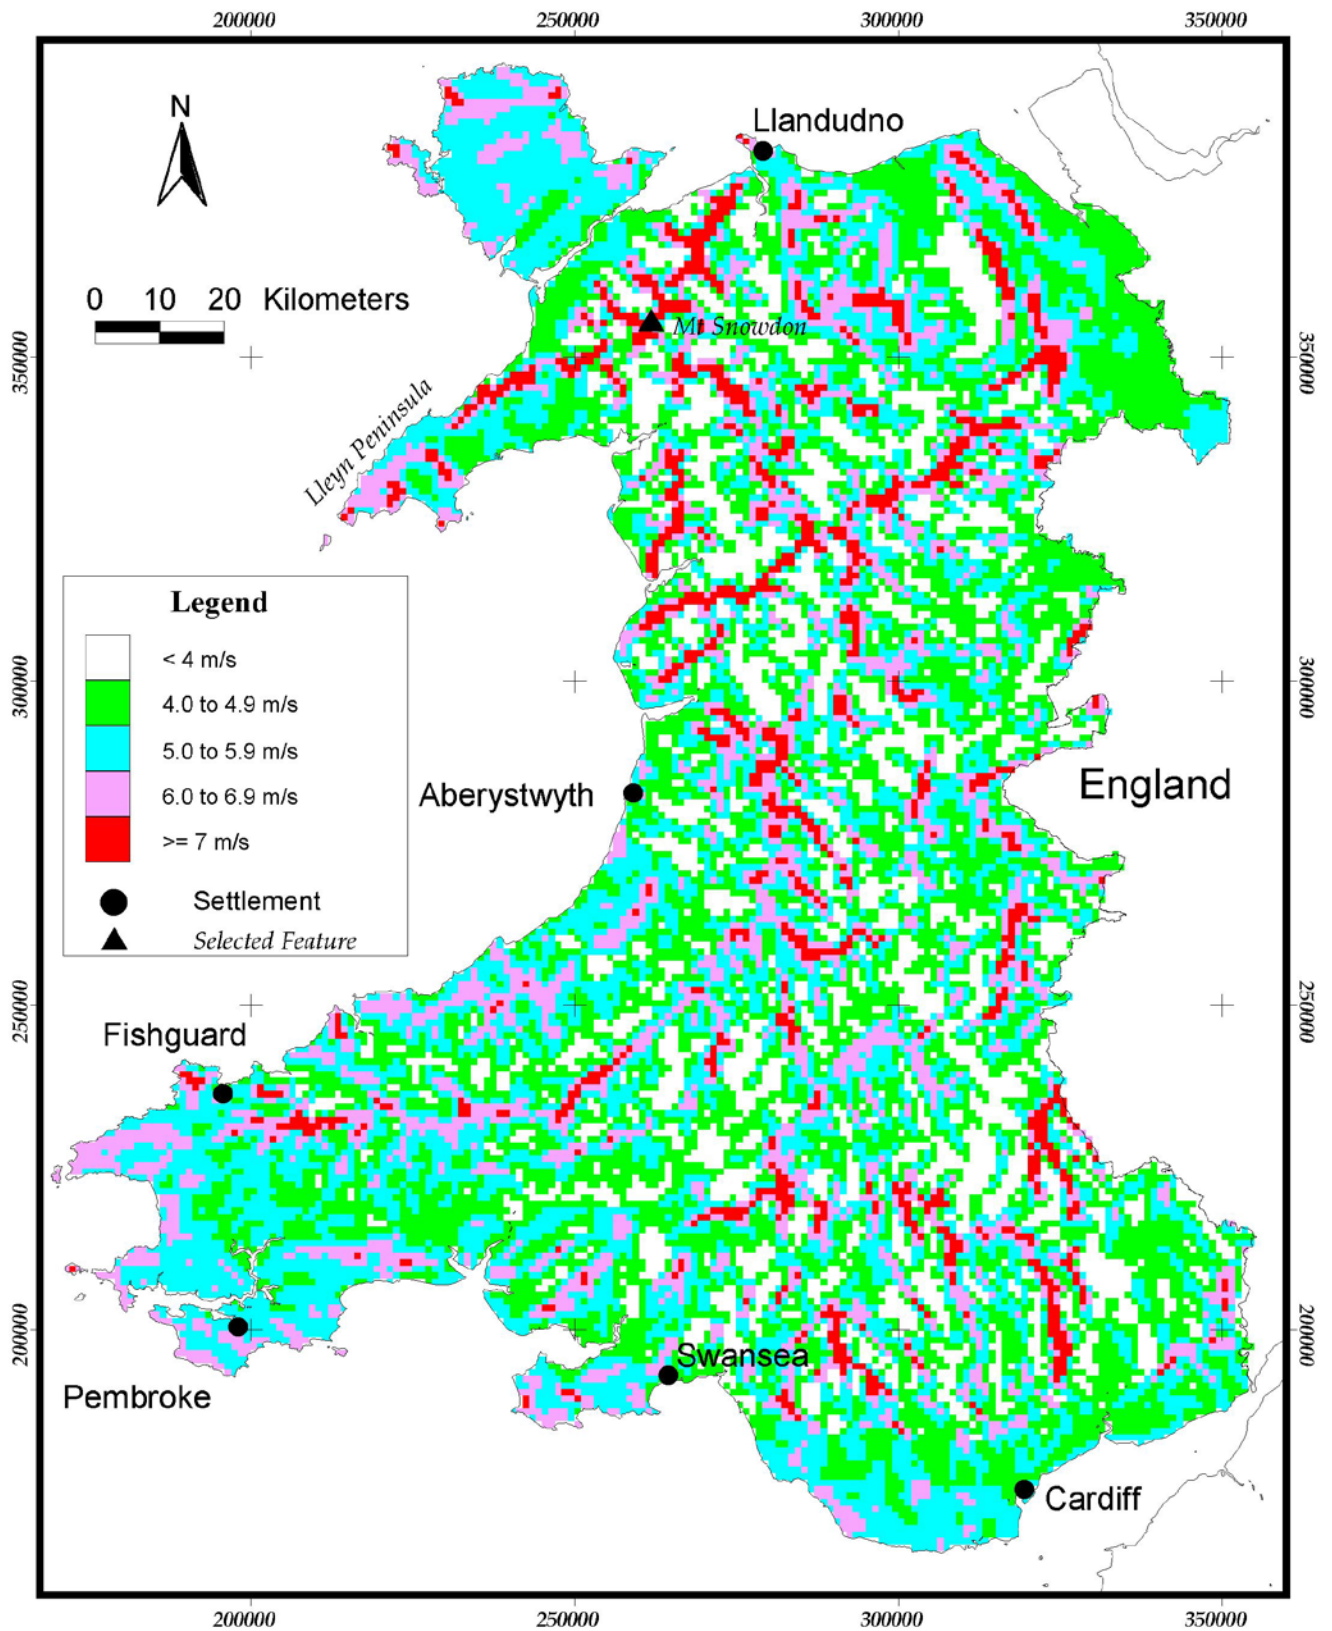 200000 250000 300000 350000
N
Llandudno
0 10 20 Kilometers
Mt Snowdon
350000 350000
Lleyn Peninsula
Legend
< 4 m/s
4.0 to 4.9 m/s
5.0 to 5.9 m/s
6.0 to 6.9 m/s
>= 7 m/s
Settlement
Selected Feature
300000 300000
Aberystwyth
England
250000 250000
Fishguard
200000 200000
Swansea
Pembroke
Cardiff
200000 250000 300000 350000